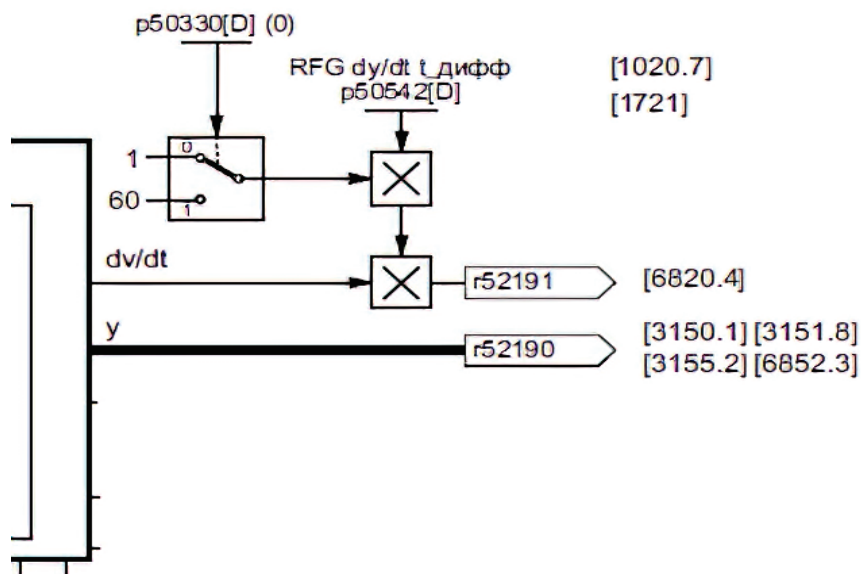 p50330[D] (0)
RFG dy/dt t_дифф
p50542[D]
[1020.7]
[1721]
0
1
60
1
dv/dt
r52191
[6820.4]
y
r52190
[3150.1] [3151.8]
[3155.2] [6852.3]